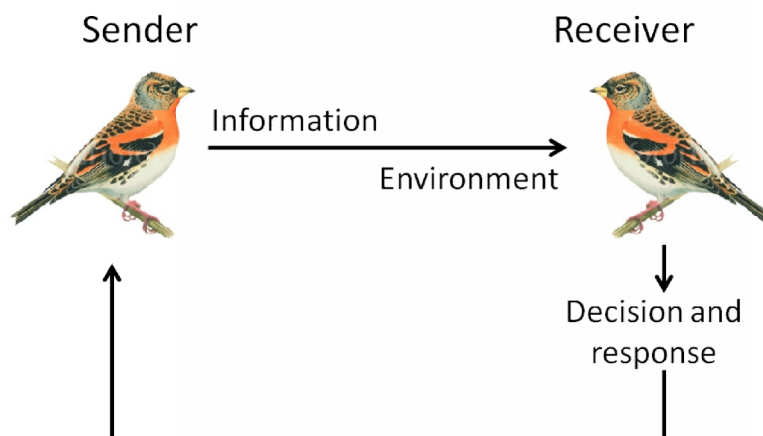 Sender
Receiver
Information
Environment
Decision and
response